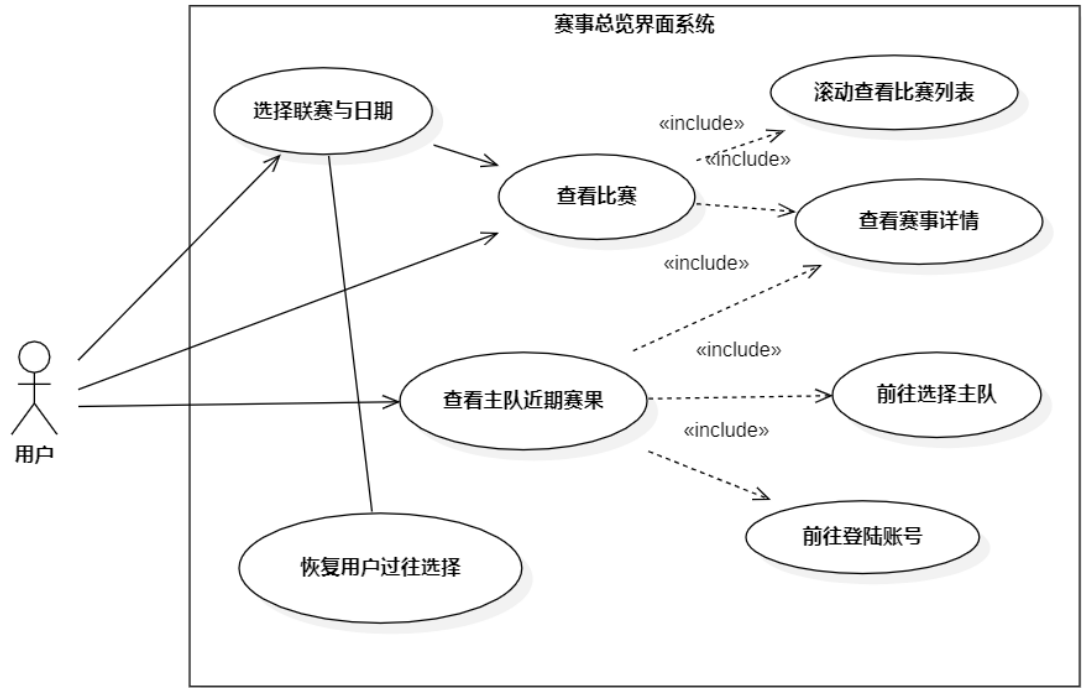 赛事总览界面系统
选择联赛与日期
滚动查看比赛列表
«include»
«include»
查看比赛
查看赛事详情
«include»
«include»
查看主队近期赛果
前往选择主队
«include»
用户
前往登陆账号
恢复用户过往选择